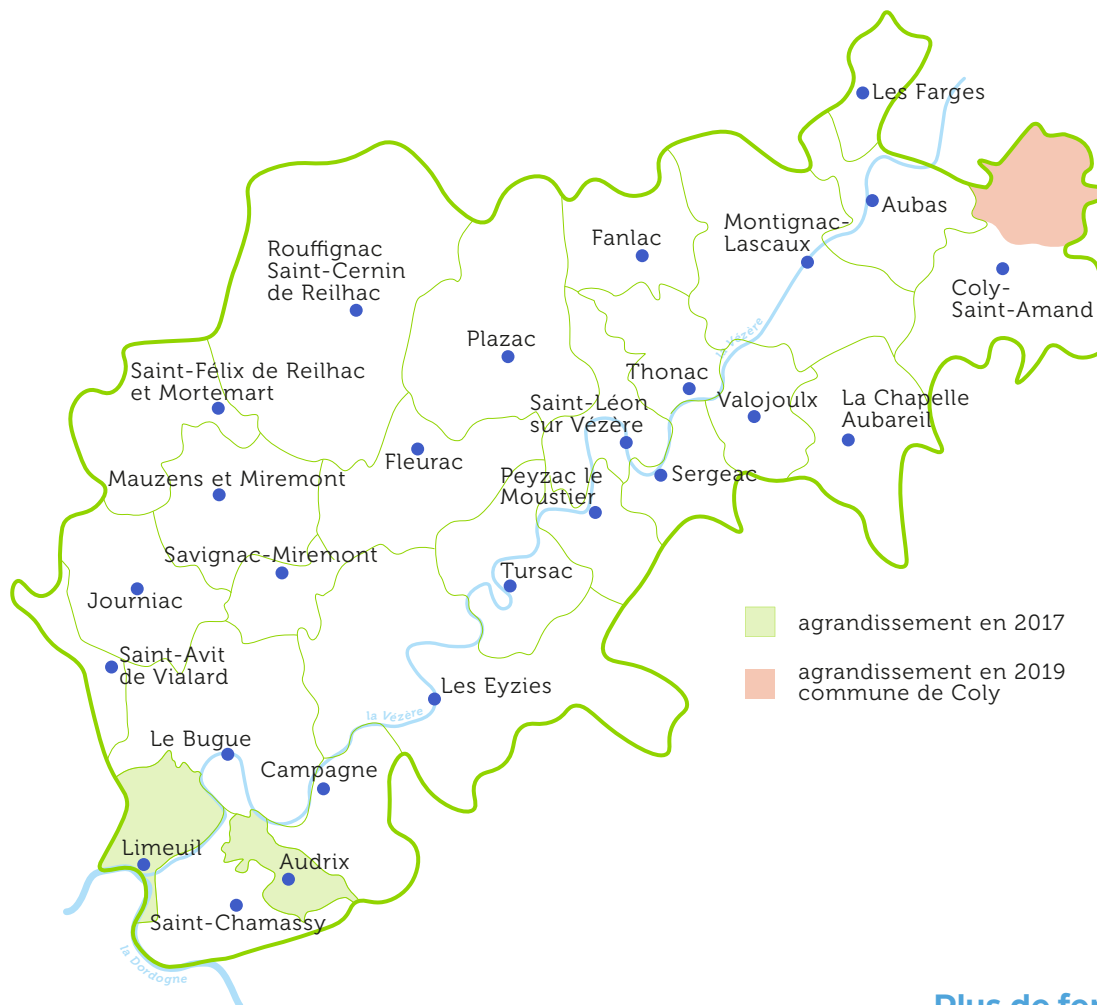 Les Farges
Aubas
Montignac-
Lascaux
Fanlac
Rouffignac
Saint-Cernin
de Reilhac
Coly-
Saint-Amand
la Vézère
Plazac
Saint-Félix de Reilhac
et Mortemart
Thonac
Valojoulx
La Chapelle
Aubareil
Saint-Léon
sur Vézère
Fleurac
Mauzens et Miremont
Peyzac le
Moustier
Sergeac
Savignac-Miremont
Tursac
Journiac
agrandissement en 2017
Saint-Avit
de Vialard
agrandissement en 2019
commune de Coly
Les Eyzies
la Vézère
Le Bugue
Campagne
Limeuil
Audrix
Saint-Chamassy
la Dordogne